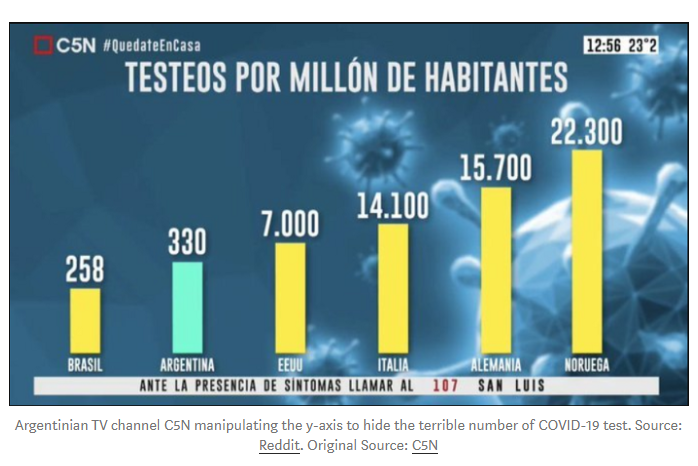 C5N #QuedateEnCasa
12:56 23°2
TESTEOS POR MILLÓN DE HABITANTES
22.300
15.700
14.100
7.000
330
258
BRASIL ARGENTINA EEUU ITALIA ALEMANIA NORUEGA
ANTE LA PRESENCIA DE SÍNTOMAS LLAMAR AL 107 SAN LUIS
Argentinian TV channel C5N manipulating the y-axis to hide the terrible number of COVID-19 test. Source:
Reddit. Original Source: C5N